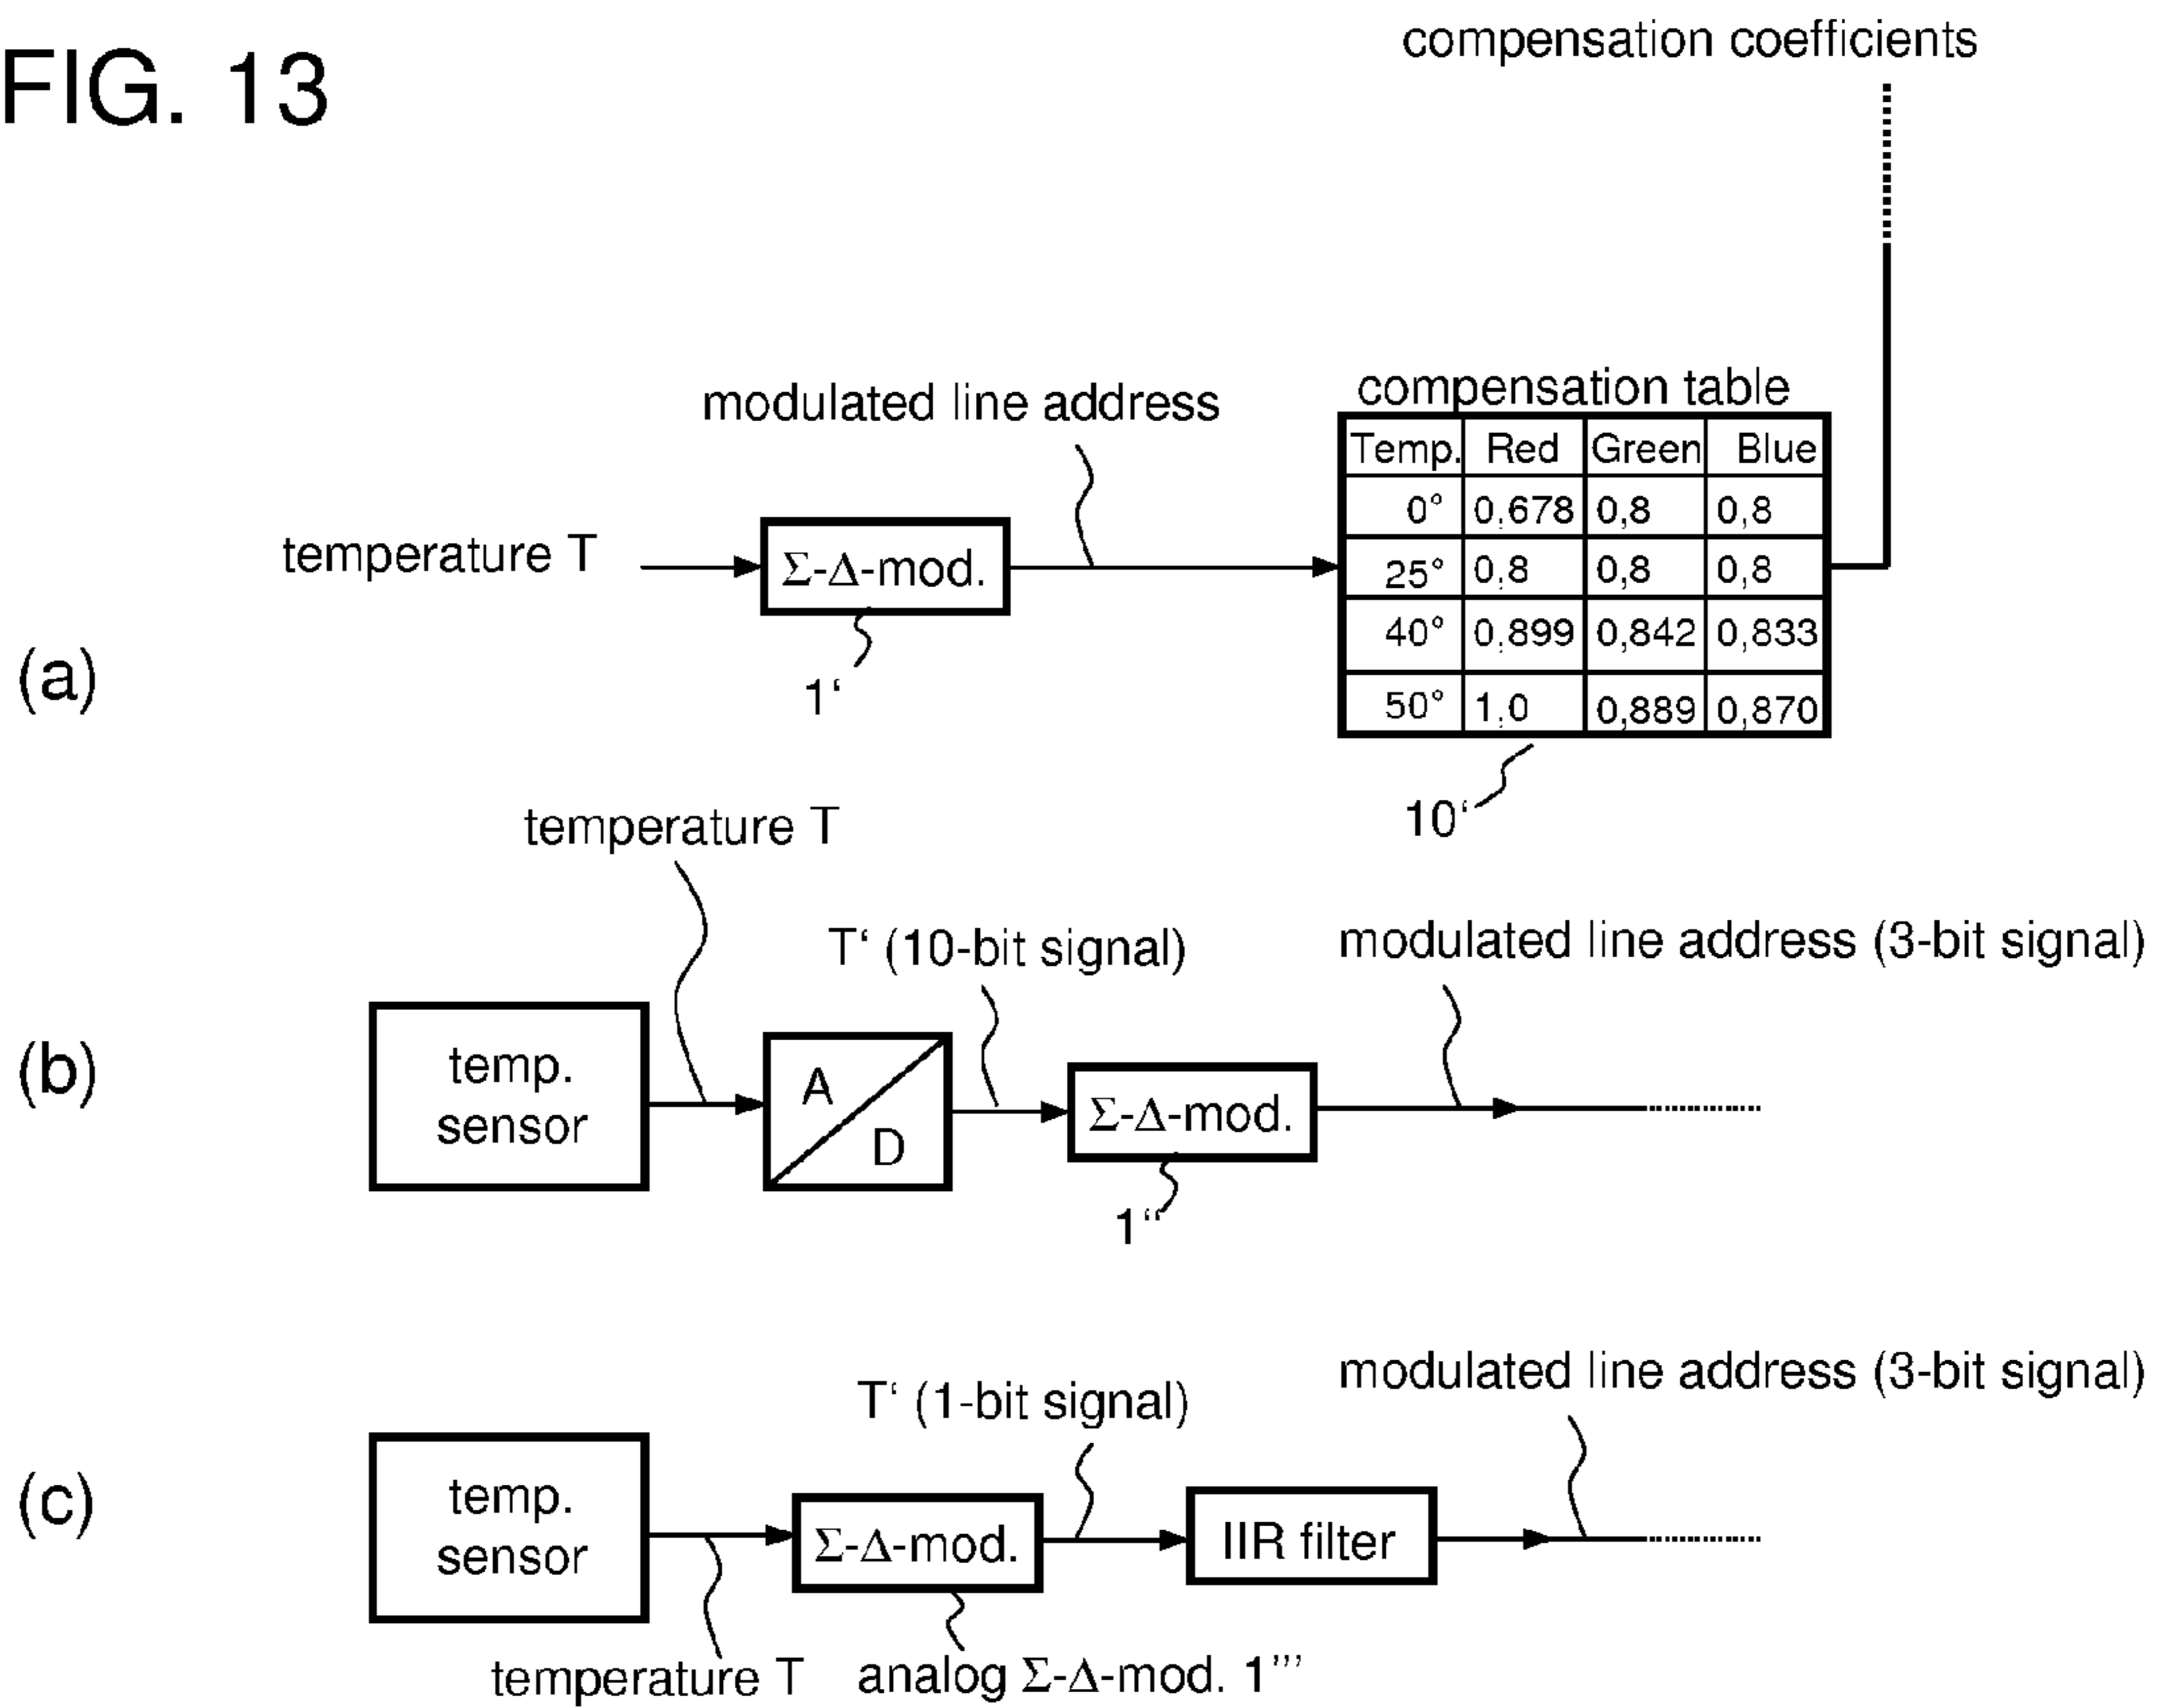 FIG. 13
compensation coefficients
modulated line address
compensation table
Temp. Red Green Blue
0° 0,678 0,8 0,8
25° 0,8 0,8 0,8
40° 0,899 0,842 0,833
50° 1,0 0,889 0,870
temperature T
Σ-Δ-mod.
1‘
10‘
(a)
temperature T
T‘ (10-bit signal)
modulated line address (3-bit signal)
(b)
temp.
sensor
A
D
Σ-Δ-mod.
1“
T‘ (1-bit signal)
modulated line address (3-bit signal)
(c)
temp.
sensor
Σ-Δ-mod.
IIR filter
temperature T
analog Σ-Δ-mod. 1’’’